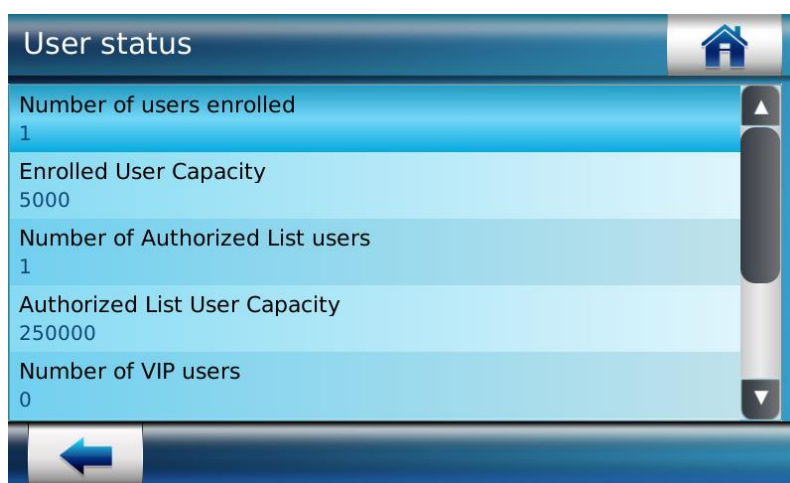 User status
Number of users enrolled
1
Enrolled User Capacity
5000
Number of Authorized List users
1
Authorized List User Capacity
250000
Number of VIP users
0